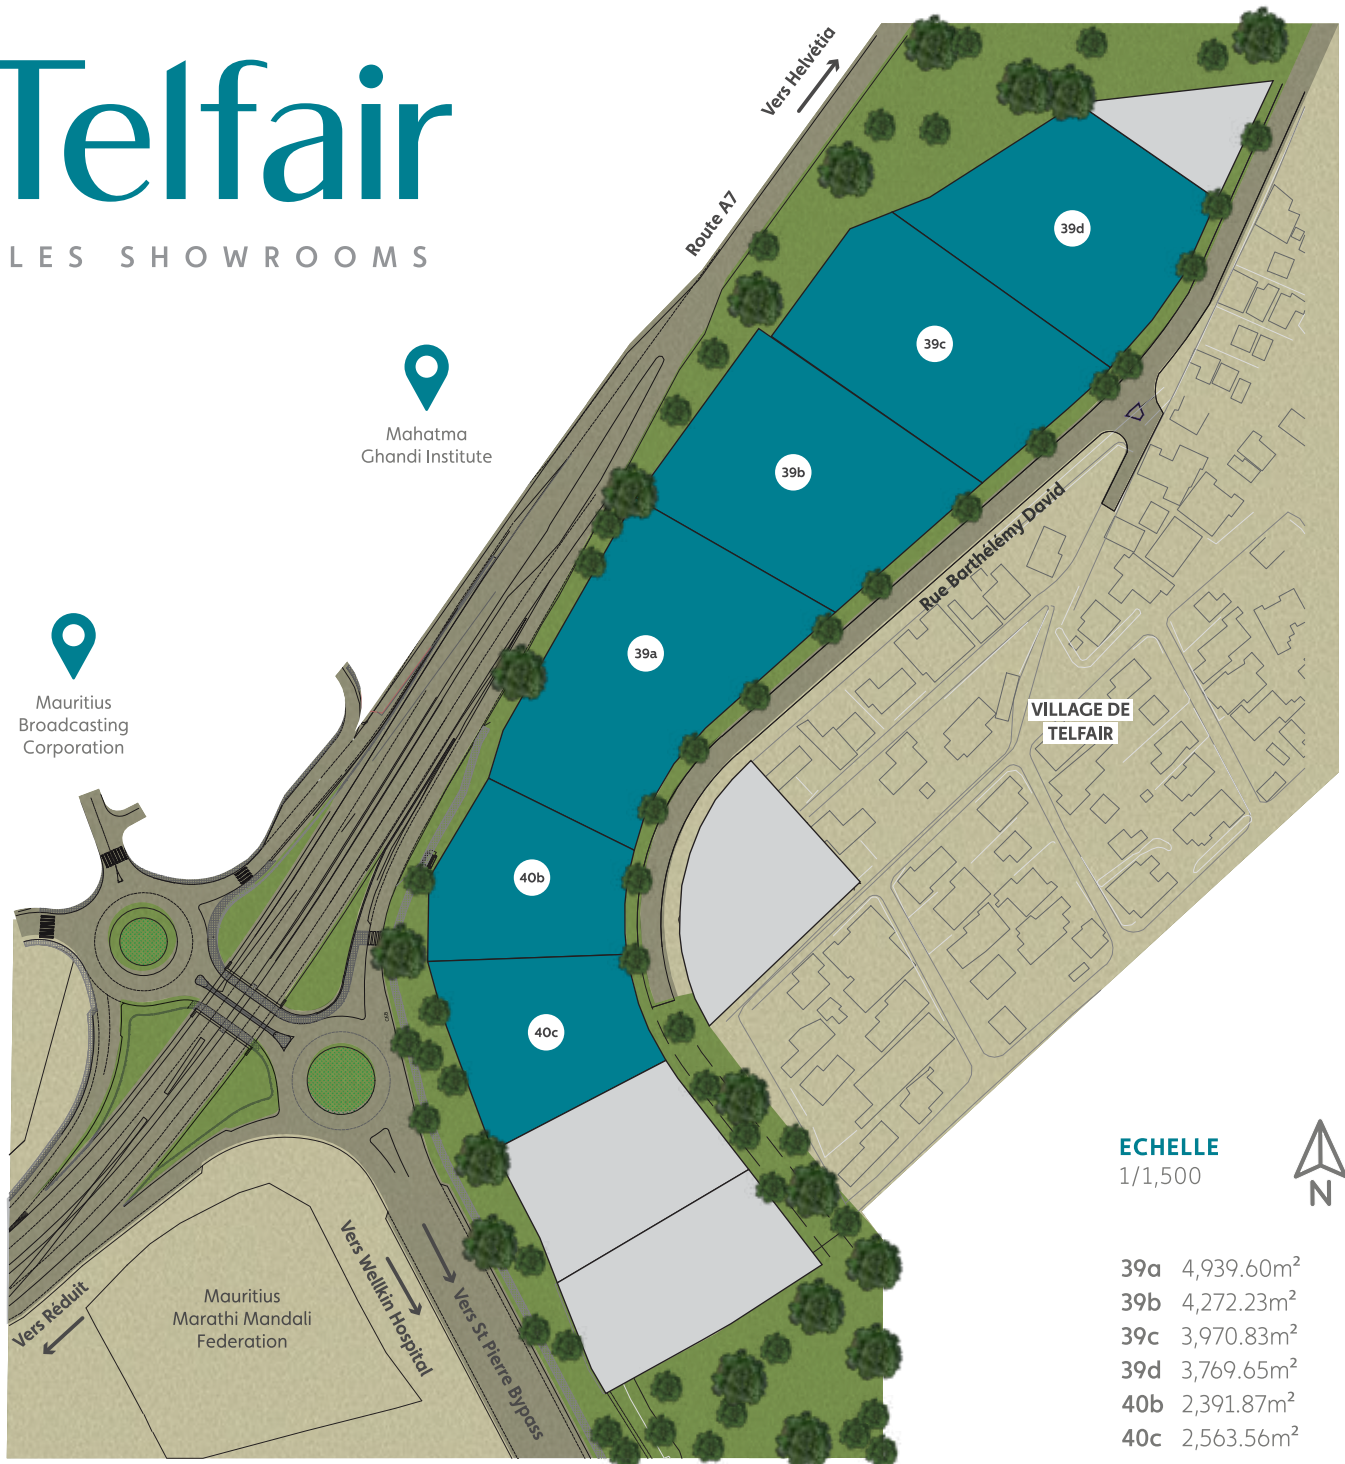 Telfair
LES SHOWROOMS
Vers Helvétia
Route A7
39d
39c
Mahatma
Ghandi Institute
39b
Rue Barthélémy David
39a
Mauritius
Broadcasting
Corporation
VILLAGE DE
TELFAIR
40b
40c
ECHELLE
1/1,500
N
Vers Réduit
Mauritius
Marathi Mandali
Federation
Vers Wellkin Hospital
Vers St Pierre Bypass
39a 4,939.60m²
39b 4,272.23m²
39c 3,970.83m²
39d 3,769.65m²
40b 2,391.87m²
40c 2,563.56m²